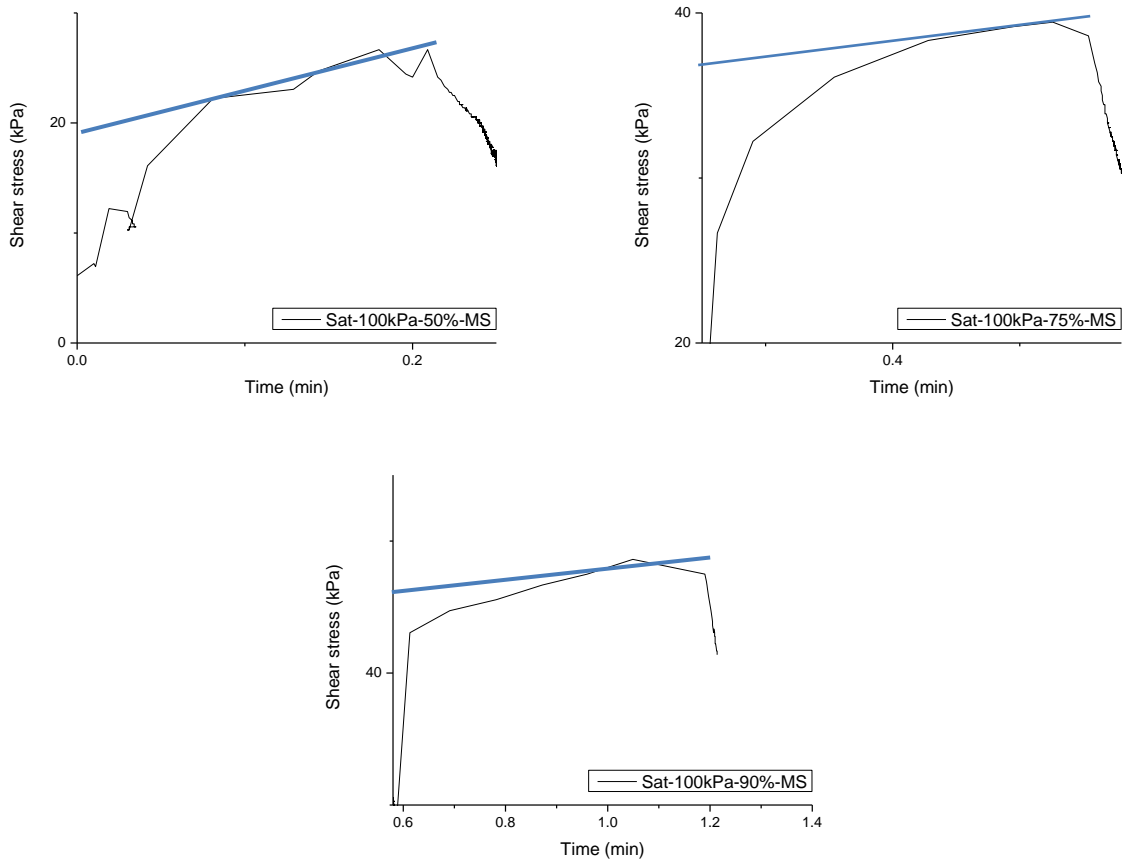 Shear stress (kPa)
20
0
0.0
0.2
Time (min)
Sat-100kPa-50%-MS
Shear stress (kPa)
40
20
0.4
Time (min)
Sat-100kPa-75%-MS
Shear stress (kPa)
40
0.6
0.8
1.0
1.2
1.4
Time (min)
Sat-100kPa-90%-MS